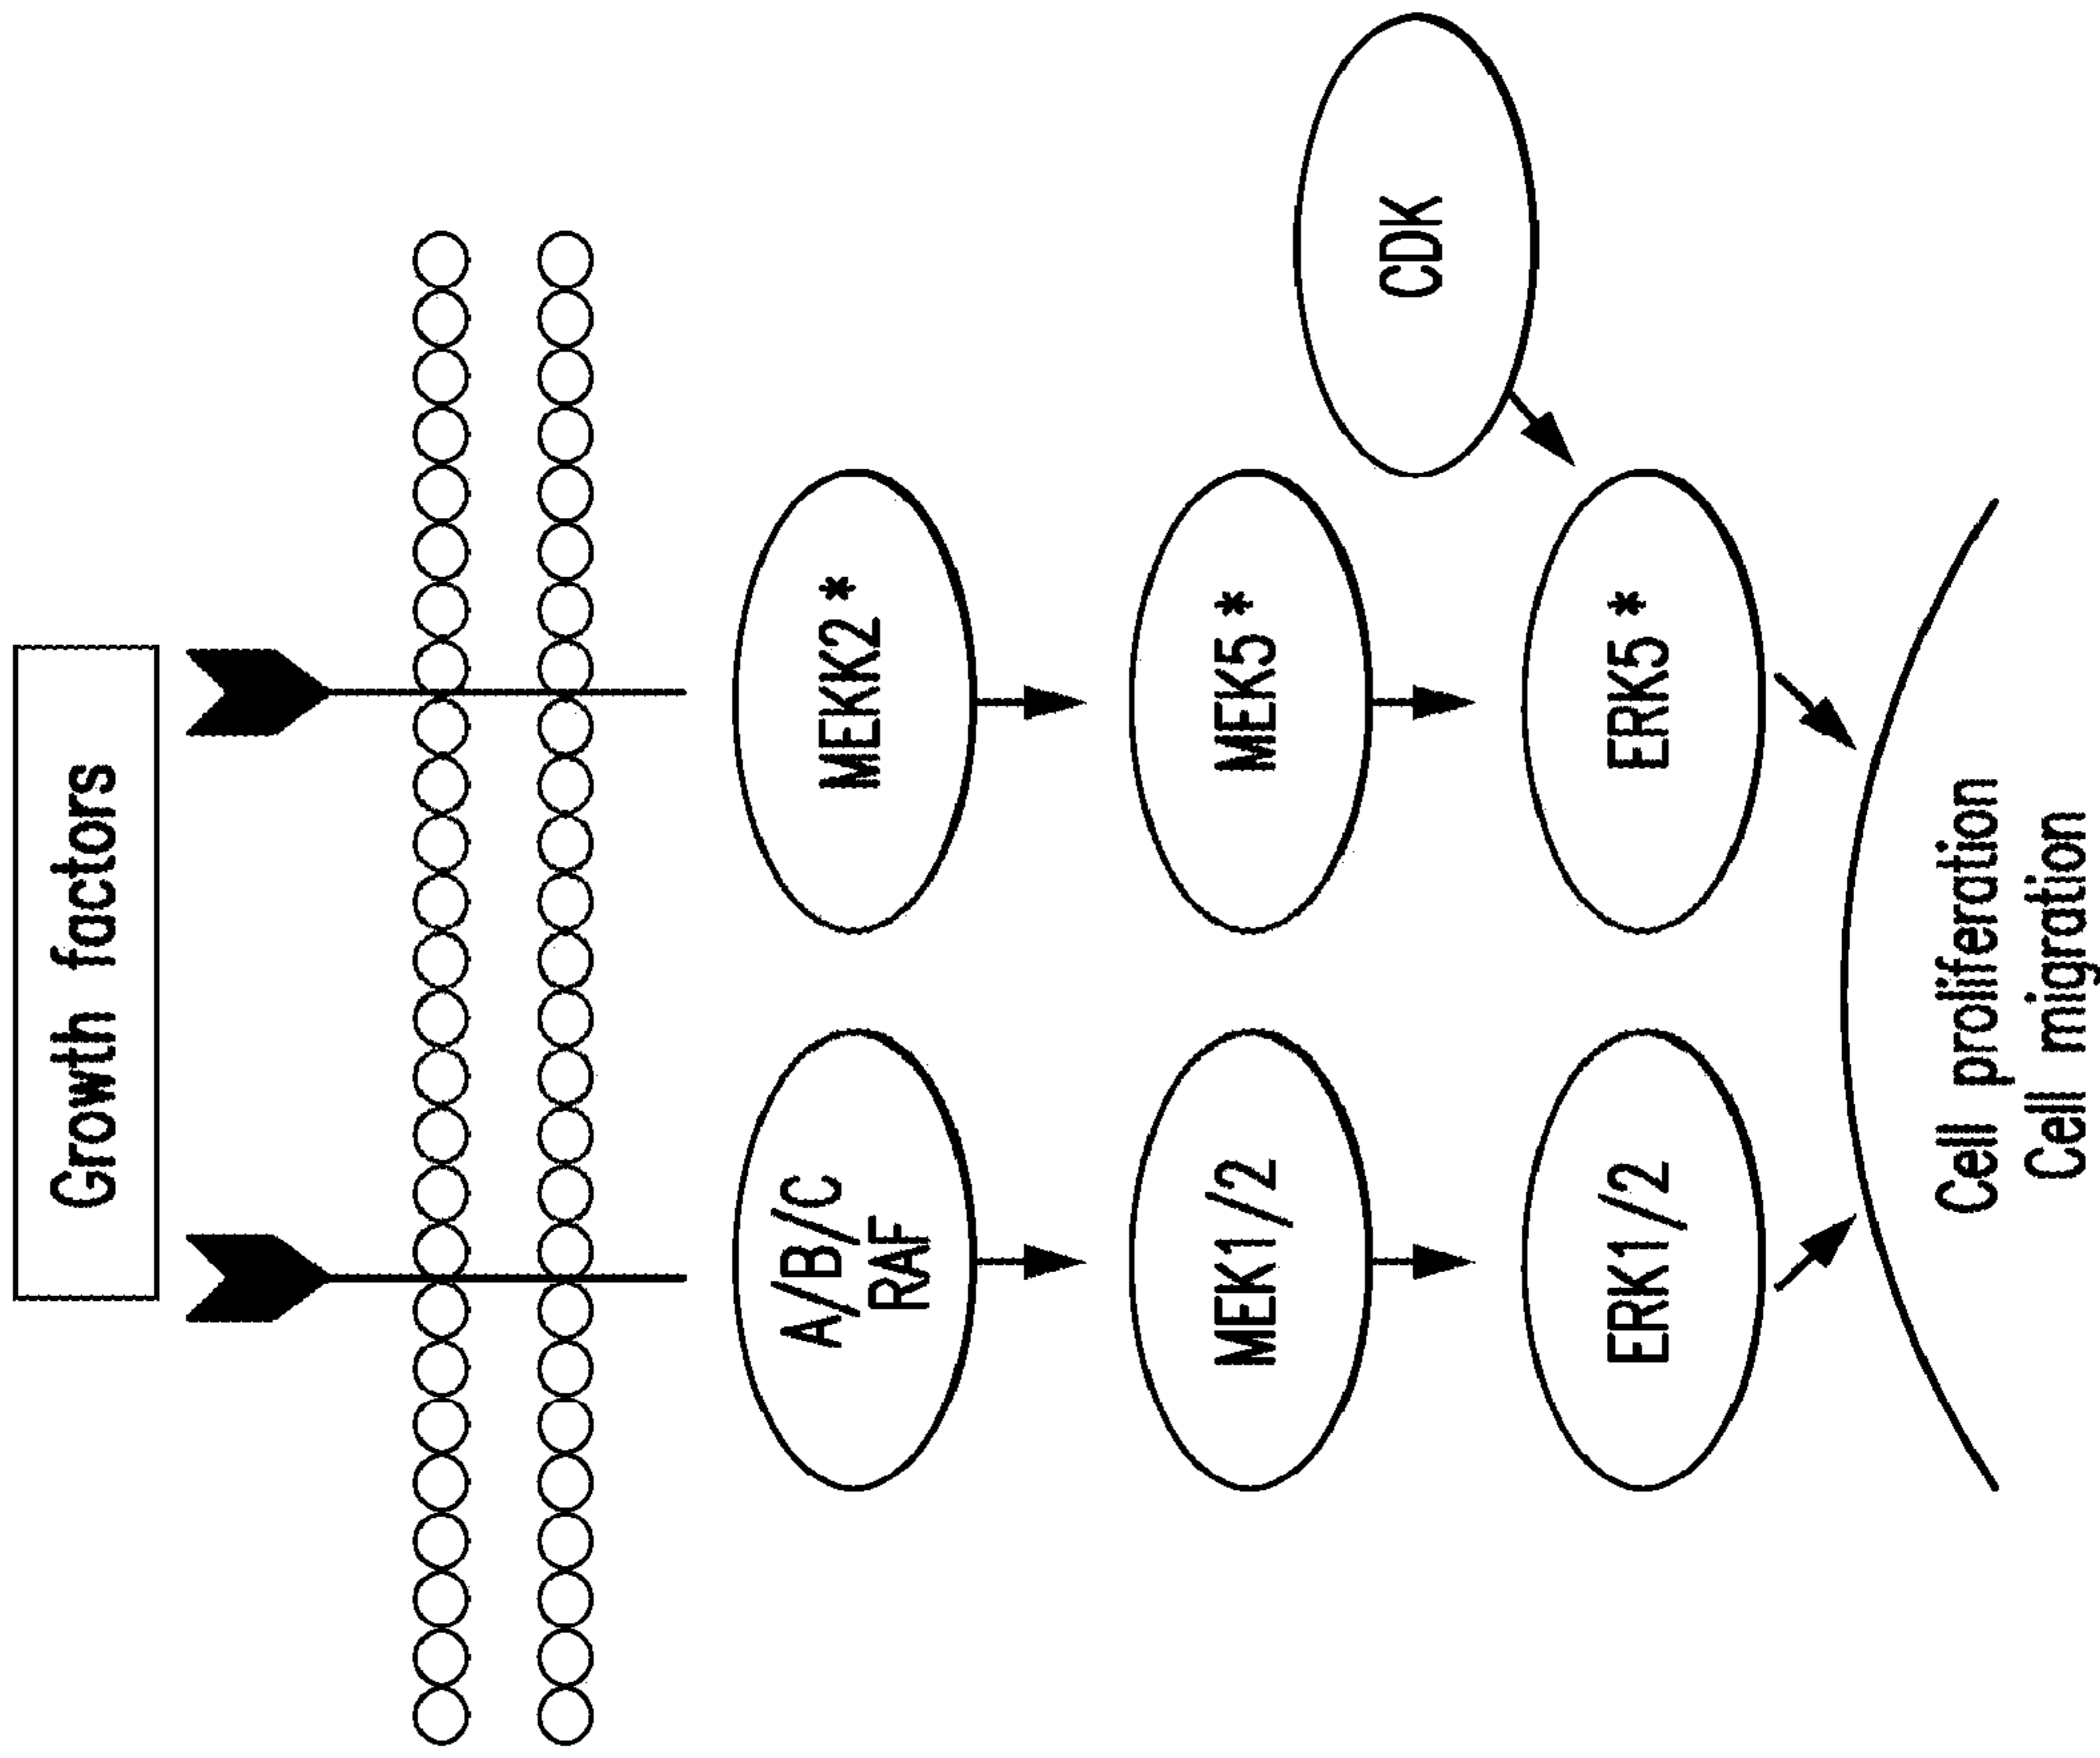 Growth factors
A/B/C
RAF
MEKK2*
MEK1/2
MEK5*
CDK
ERK1/2
ERK5*
Cell proliferation
Cell migration